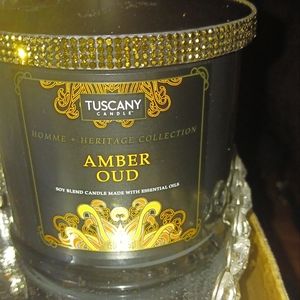 TUSCANY
CANDLE®
HOMME + HERITAGE COLLECTION
AMBER
OUD
SOY BLEND CANDLE MADE WITH ESSENTIAL OILS